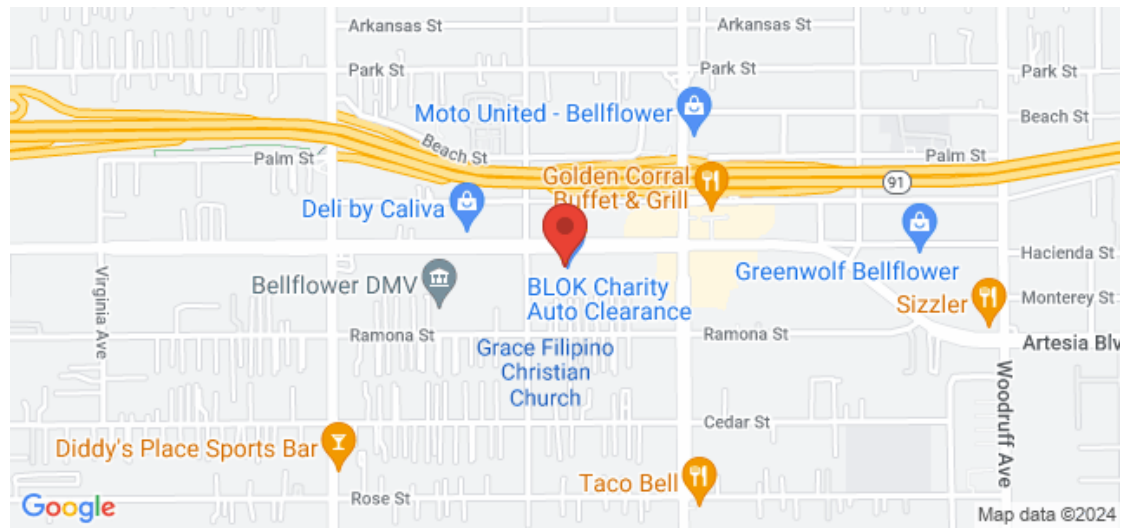 Arkansas St
Arkansas St
Park St
Park St
Park St
Moto United - Bellflower
Beach St
Beach St
Palm St
Palm St
Golden Corral
Buffet & Grill
91
Deli by Caliva
Hacienda St
Bellflower DMV
Greenwolf Bellflower
BLOK Charity
Auto Clearance
Virginia Ave
Sizzler
Monterey St
Ramona St
Ramona St
Artesia Blv
Grace Filipino
Christian
Church
Woodruff Ave
Cedar St
Diddy's Place Sports Bar
Taco Bell
Rose St
Google
Map data ©2024